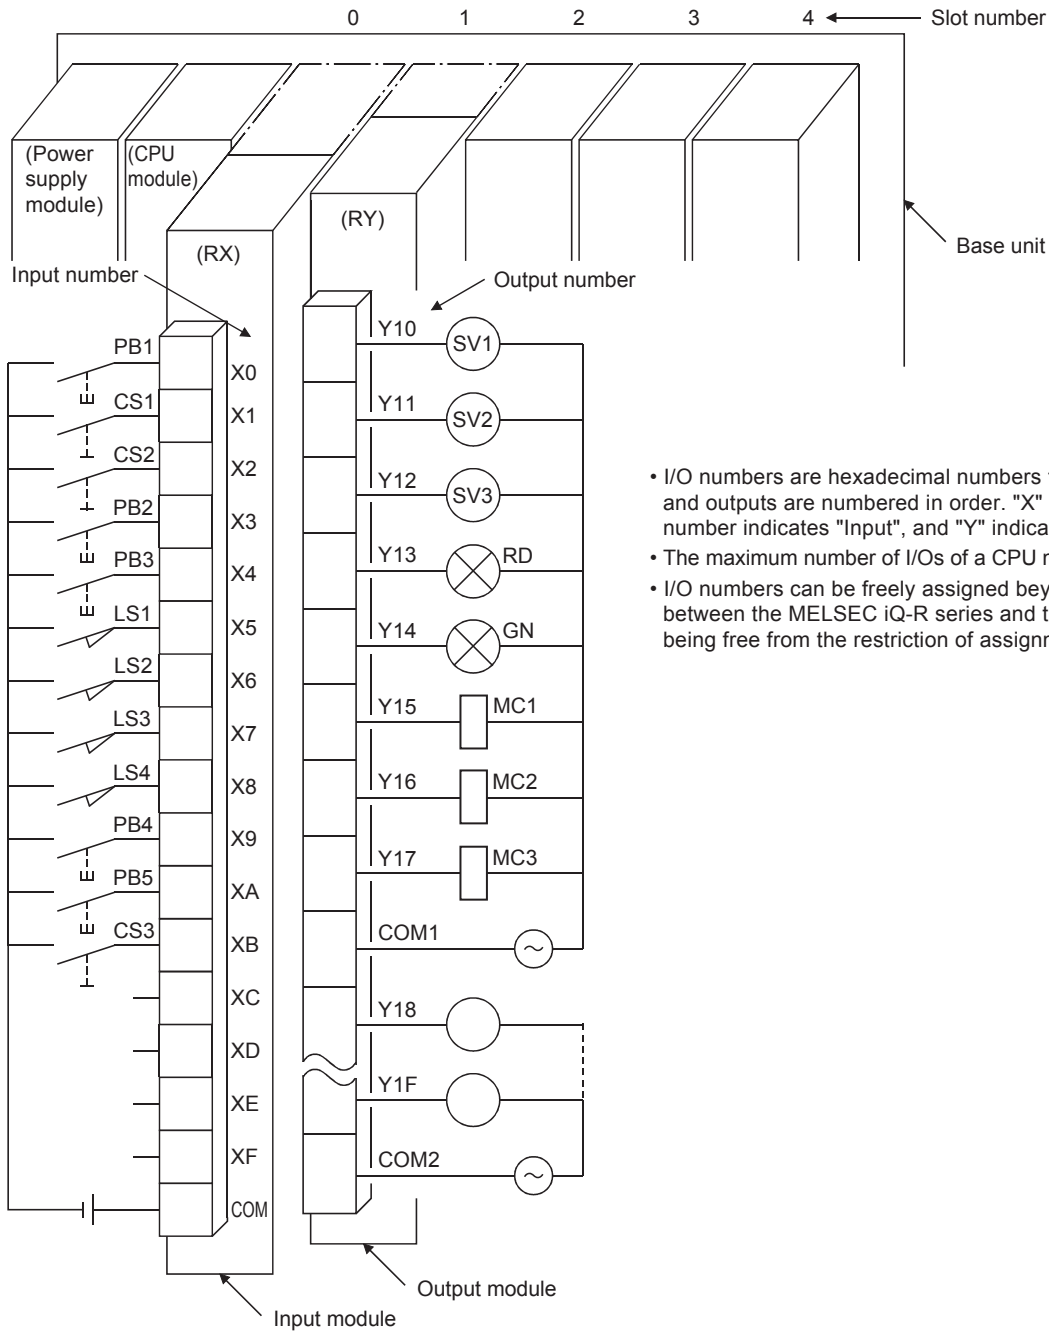 0 1 2 3 4 Slot number
(Power supply module)
(CPU module)
(RX)
(RY)
Base unit
Input number
Output number
PB1 X0
CS1 X1
CS2 X2
PB2 X3
PB3 X4
LS1 X5
LS2 X6
LS3 X7
LS4 X8
PB4 X9
PB5 XA
CS3 XB
XC
XD
XE
XF
COM
Y10 SV1
Y11 SV2
Y12 SV3
Y13 RD
Y14 GN
Y15 MC1
Y16 MC2
Y17 MC3
COM1
Y18
Y1F
COM2
Output module
Input module
• I/O numbers are hexadecimal numbers
and outputs are numbered in order. "X"
number indicates "Input", and "Y" indica
• The maximum number of I/Os of a CPU
• I/O numbers can be freely assigned bey
between the MELSEC iQ-R series and
being free from the restriction of assign